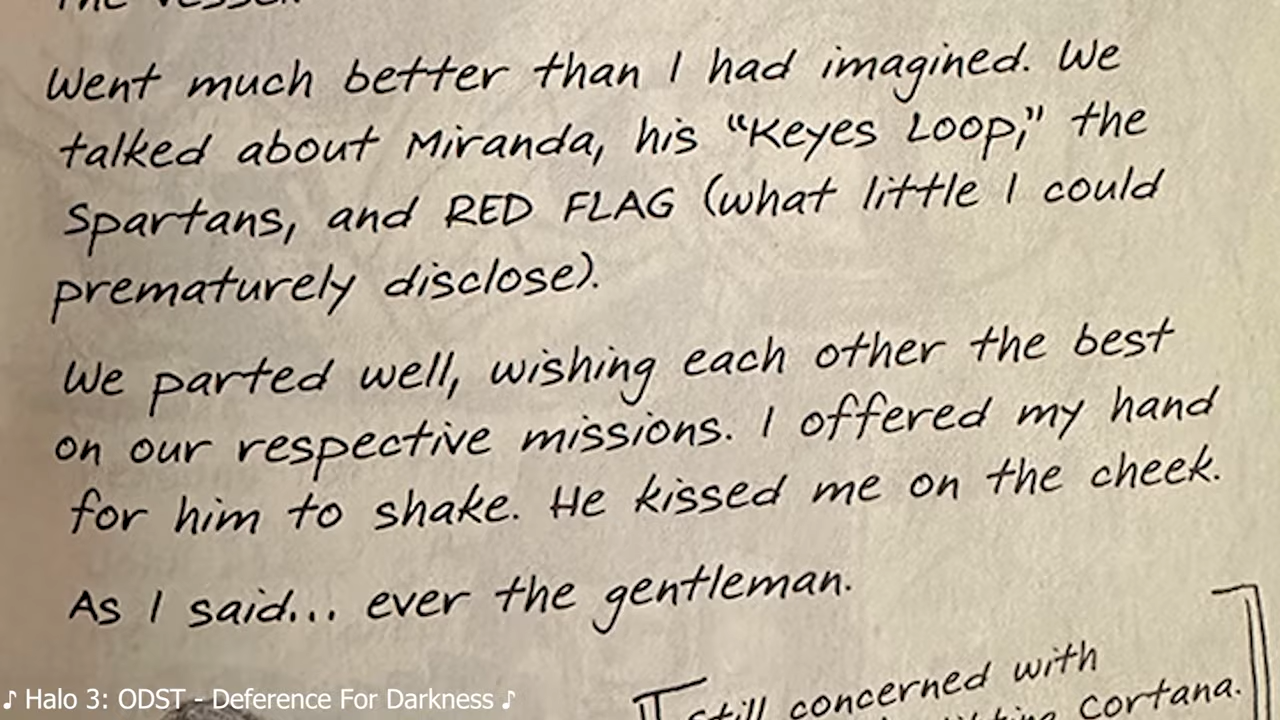 The vessel
Went much better than I had imagined. We
talked about Miranda, his “Keyes Loop,” the
Spartans, and RED FLAG (what little I could
prematurely disclose).
We parted well, wishing each other the best
on our respective missions. I offered my hand
for him to shake. He kissed me on the cheek.
As I said... ever the gentleman.
still concerned with
Cortana.
♪ Halo 3: ODST - Deference For Darkness ♪